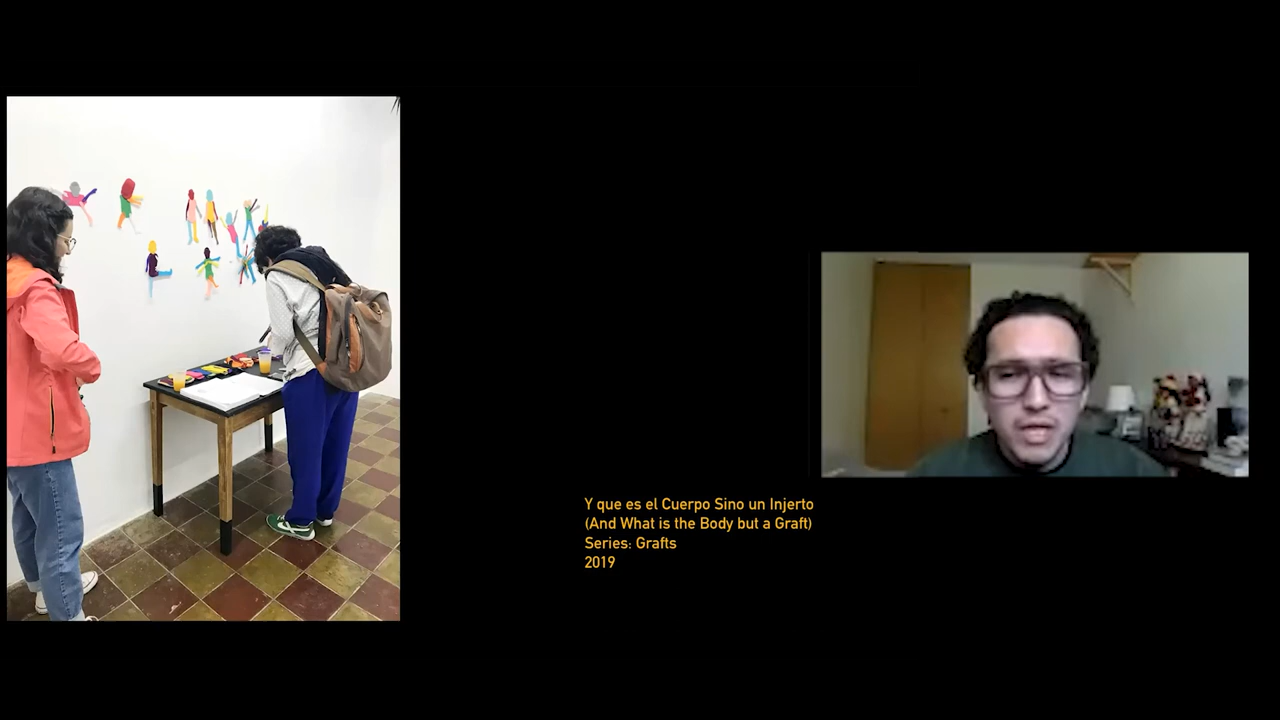 Y que es el Cuerpo Sino un Injerto
(And What is the Body but a Graft)
Series: Grafts
2019